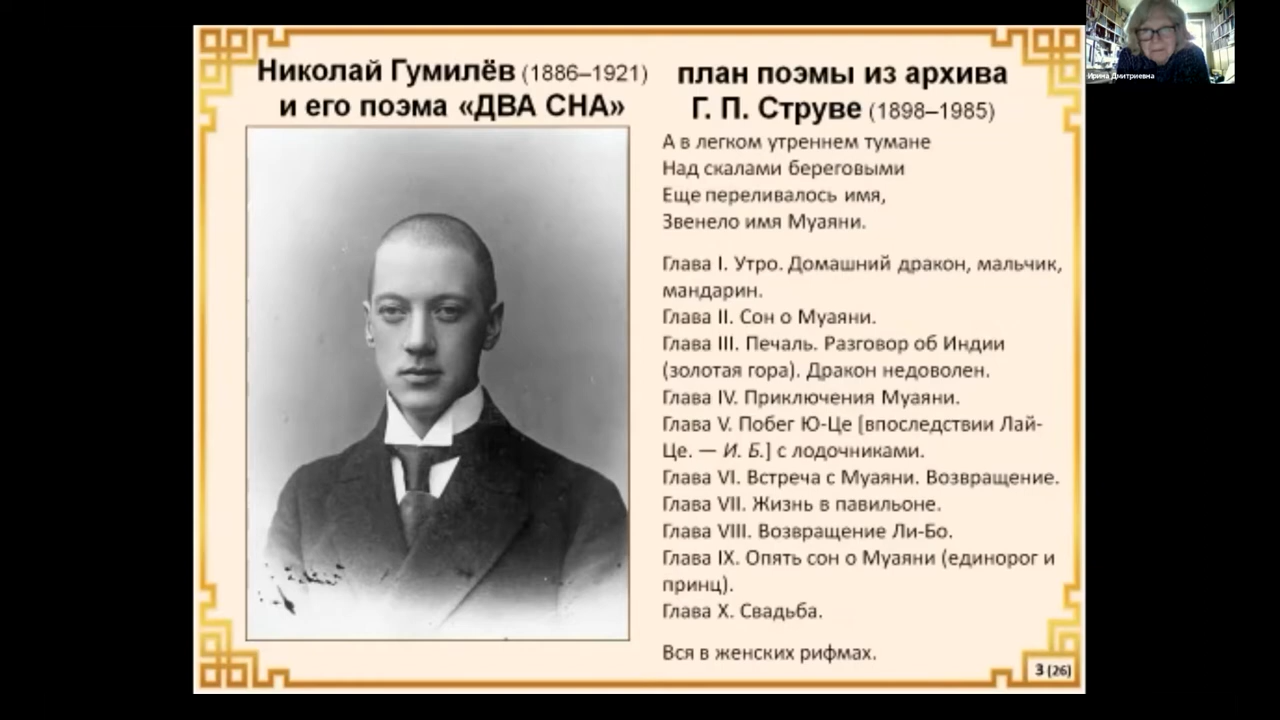 Николай Гумилёв (1886–1921)
и его поэма «ДВА СНА»
план поэмы из архива
Г. П. Струве (1898–1985)
А в легком утреннем тумане
Над скалами береговыми
Еще переливалось имя,
Звенело имя Муаяни.
Глава I. Утро. Домашний дракон, мальчик,
мандарин.
Глава II. Сон о Муаяни.
Глава III. Печаль. Разговор об Индии
(золотая гора). Дракон недоволен.
Глава IV. Приключения Муаяни.
Глава V. Побег Ю-Це [впоследствии Лай-
Це. — И. Б.] с лодочниками.
Глава VI. Встреча с Муаяни. Возвращение.
Глава VII. Жизнь в павильоне.
Глава VIII. Возвращение Ли-Бо.
Глава IX. Опять сон о Муаяни (единорог и
принц).
Глава X. Свадьба.
Вся в женских рифмах.
3 (26)
Ирина Дмитриевна